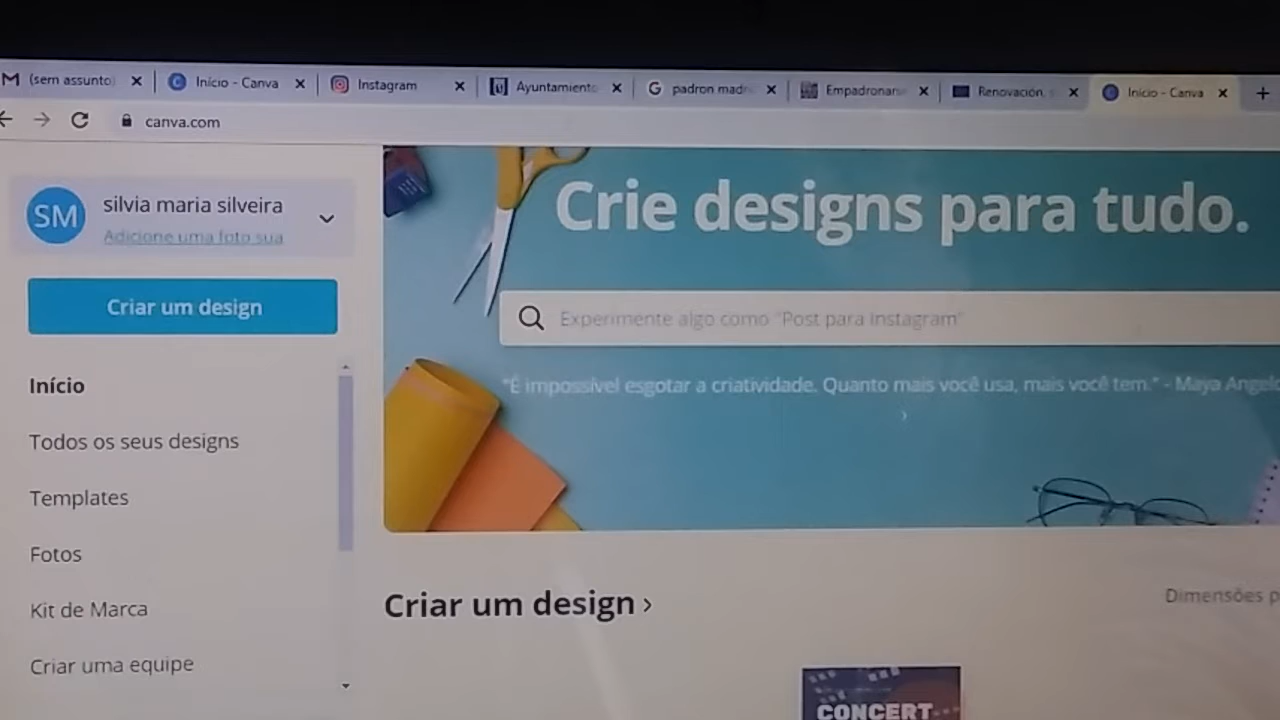 (sem assunto)
Início - Canva
Instagram
Ayuntamiento
padron madr
Empadronars
Renovación, s
Início - Canva
canva.com
SM
silvia maria silveira
Adicione uma foto sua
Criar um design
Início
Todos os seus designs
Templates
Fotos
Kit de Marca
Criar uma equipe
Crie designs para tudo.
Experimente algo como "Post para Instagram"
"É impossível esgotar a criatividade. Quanto mais você usa, mais você tem." - Maya Angelo
Criar um design
Dimensões p
CONCERT